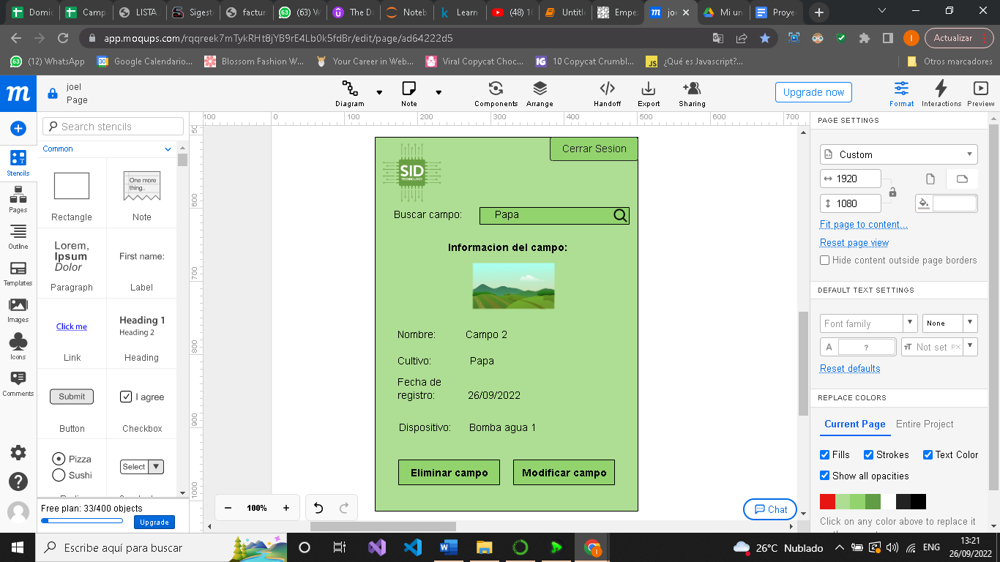 Domic
Camp
LISTA
Sigest
factur
(63) W
The Da
Noteb
Learn
(48) 10
Untitle
Empez
joe
Mi uni
Proye
app.moqups.com/rqqreek7mTykRHt8jYB9rE4Lb0k5fdBr/edit/page/ad64222d5
Actualizar
(12) WhatsApp
Google Calendario...
Blossom Fashion W...
Your Career in Web...
Viral Copycat Choc...
10 Copycat Crumbl...
¿Qué es Javascript?...
Otros marcadores
joel
Page
Diagram
Note
Components
Arrange
Handoff
Export
Sharing
Upgrade now
Format
Interactions
Preview
Stencils
Pages
Outline
Templates
Images
Icons
Comments
Search stencils
Common
Rectangle
One more
thing..
Note
Lorem,
Ipsum
Dolor
Paragraph
First name:
Label
Click me
Link
Heading 1
Heading 2
Heading
Submit
Button
I agree
Checkbox
Pizza
Sushi
Select
Free plan: 33/400 objects
Upgrade
100 0 100 200 300 400 500 600 700
600
700
800
900
1000
Cerrar Sesion
SID
TECHNOLOGY
Buscar campo: Papa
Informacion del campo:
Nombre: Campo 2
Cultivo: Papa
Fecha de
registro: 26/09/2022
Dispositivo: Bomba agua 1
Eliminar campo
Modificar campo
100%
Chat
PAGE SETTINGS
Custom
1920
1080
Fit page to content...
Reset page view
Hide content outside page borders
DEFAULT TEXT SETTINGS
Font family
None
A
?
Not set PX
Reset defaults
REPLACE COLORS
Current Page
Entire Project
Fills
Strokes
Text Color
Show all opacities
Click on any color above to replace it
Escribe aquí para buscar
26°C Nublado
ENG
13:21
26/09/2022